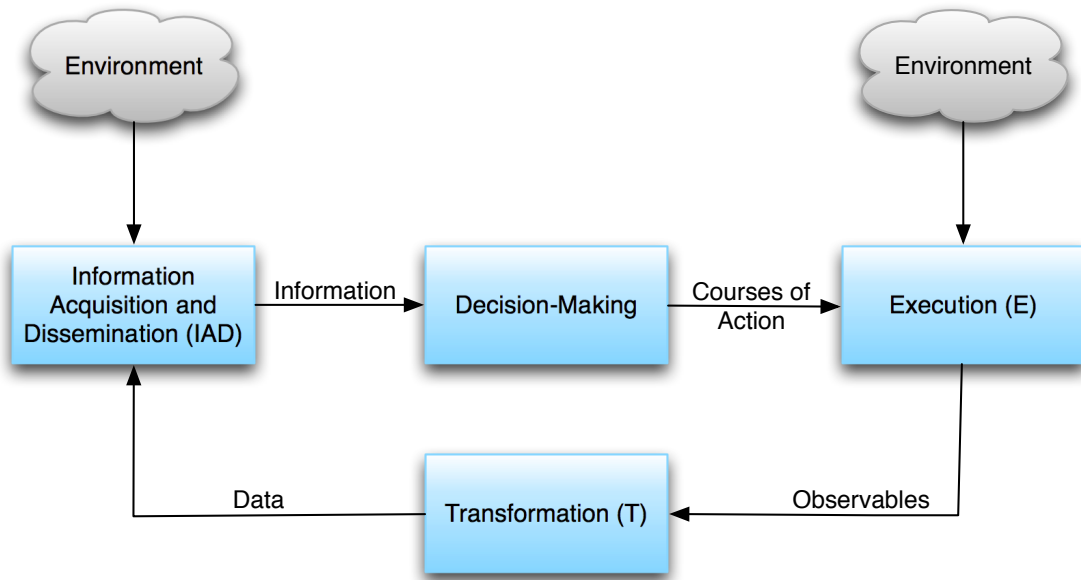 Environment
Environment
Information
Acquisition and
Dissemination (IAD)
Information
Decision-Making
Courses of
Action
Execution (E)
Data
Transformation (T)
Observables